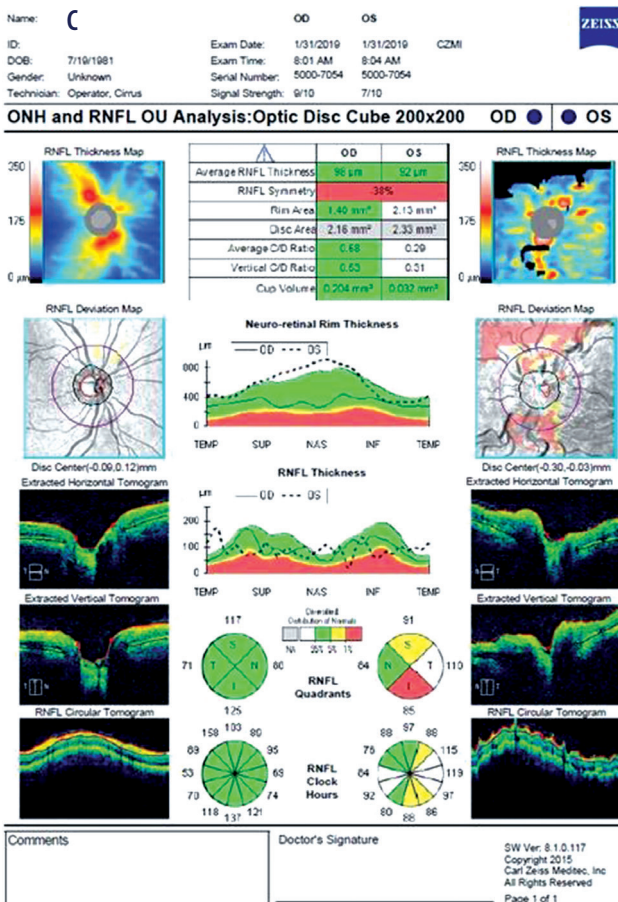 Name: C OD OS
ZEISS
ID: Exam Date: 1/31/2019 1/31/2019 CZMI
DOB: 7/19/1981 Exam Time: 8:01 AM 8:04 AM
Gender: Unknown Serial Number: 5000-7054 5000-7054
Technician: Operator, Cirrus Signal Strength: 9/10 7/10
ONH and RNFL OU Analysis:Optic Disc Cube 200x200 OD OS
RNFL Thickness Map
350
175
0 µm
OD OS
Average RNFL Thickness 98 µm 92 µm
RNFL Symmetry -38%
Rim Area 1.40 mm² 2.13 mm²
Disc Area 2.16 mm² 2.33 mm²
Average C/D Ratio 0.29
Vertical C/D Ratio 0.53 0.31
Cup Volume 0.204 mm³ 0.032 mm³
RNFL Thickness Map
350
175
0 µm
RNFL Deviation Map
Disc Center(-0.09,0.12)mm
Neuro-retinal Rim Thickness
µm OD OS
800
400
0
TEMP SUP NAS INF TEMP
RNFL Deviation Map
Disc Center(-0.30,-0.03)mm
Extracted Horizontal Tomogram
RNFL Thickness
µm OD OS
200
100
0
TEMP SUP NAS INF TEMP
Extracted Horizontal Tomogram
Extracted Vertical Tomogram
117
71 S T N I 80
125
Distribution of Normals
NA 95% 5% 1%
RNFL Quadrants
91
64 S N T I 110
85
Extracted Vertical Tomogram
RNFL Circular Tomogram
103
158 80
89 95
53 69
70 74
118 121
137
RNFL Clock Hours
97
88 88
76 115
84 119
92 97
80 86
88
RNFL Circular Tomogram
Comments
Doctor's Signature
SW Ver: 8.1.0.117
Copyright 2015
Carl Zeiss Meditec, Inc
All Rights Reserved
Page 1 of 1